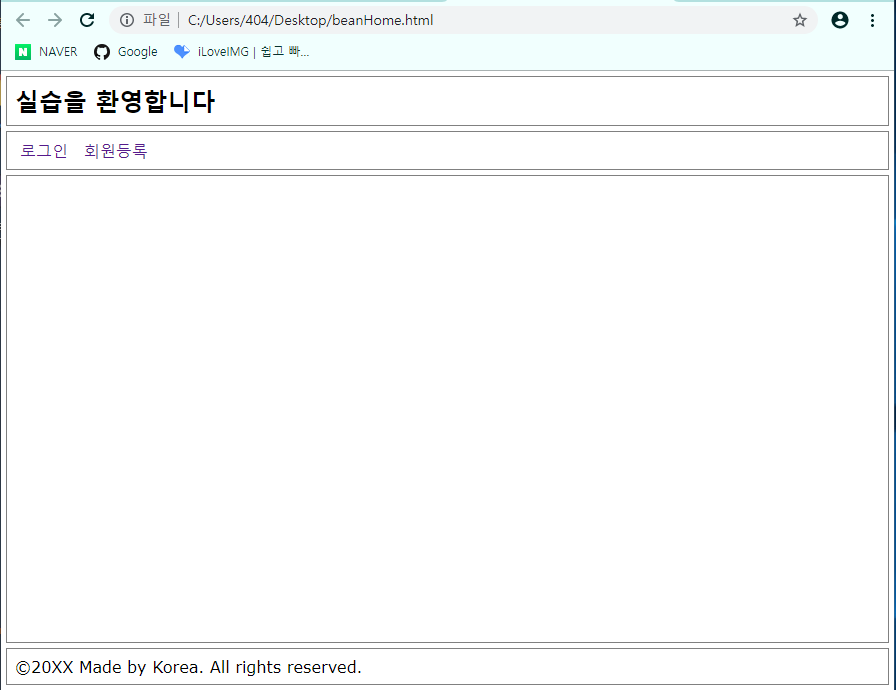 파일 C:/Users/404/Desktop/beanHome.html
NAVER Google iLoveIMG | 쉽고 빠...
실습을 환영합니다
로그인 회원등록
©20XX Made by Korea. All rights reserved.